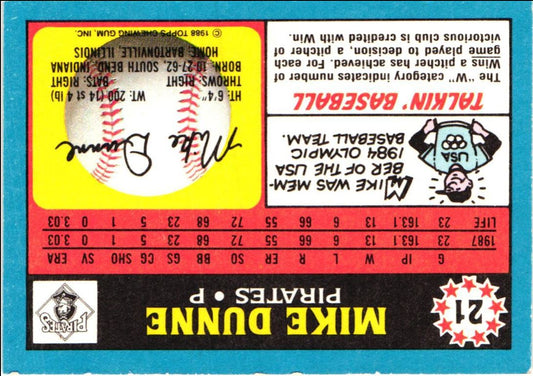 21
MIKE DUNNE
PIRATES • P
PIRATES
G IP W L R ER SO BB GS CG SHO SV ERA
1987 23 163.1 13 6 66 55 72 68 23 5 1 0 3.03
LIFE 23 163.1 13 6 66 55 72 68 23 5 1 0 3.03
USA
MIKE WAS MEM-
BER OF THE USA
1984 OLYMPIC
BASEBALL TEAM.
TALKIN' BASEBALL
The "W" category indicates the number of
Wins a pitcher has achieved. For each
game played to a decision, a pitcher of
victorious club is credited with Win.
Mike Dunne
HT: 6'4" WT: 200 (14 st 4 lb)
THROWS: RIGHT BATS: RIGHT
BORN: 10-27-62, SOUTH BEND, INDIANA
HOME: BARTONVILLE, ILLINOIS
© 1988 TOPPS CHEWING GUM, INC.